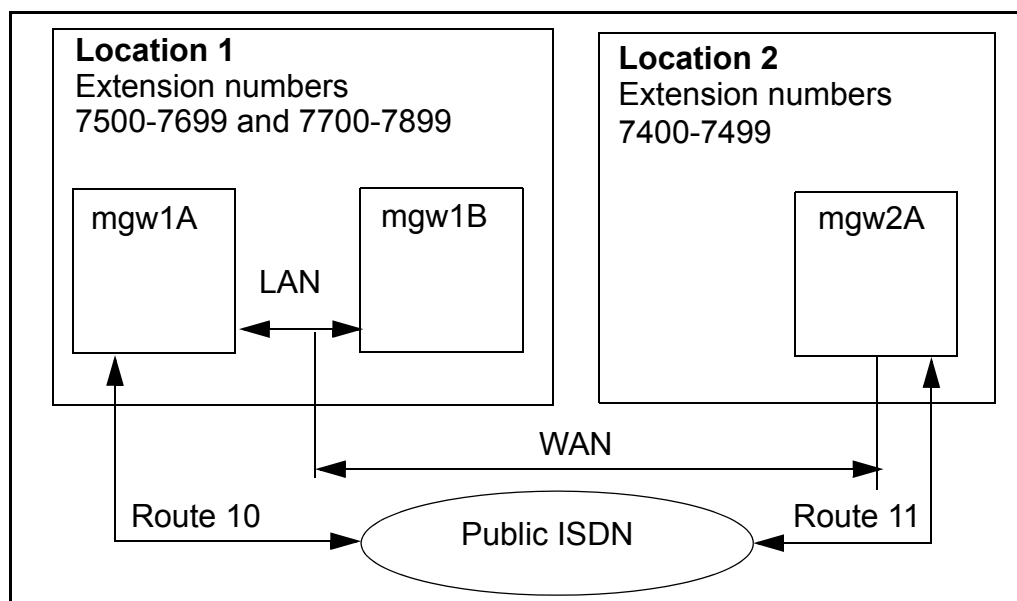 Location 1
Extension numbers
7500-7699 and 7700-7899
mgw1A
mgw1B
LAN
Location 2
Extension numbers
7400-7499
mgw2A
WAN
Route 10
Public ISDN
Route 11